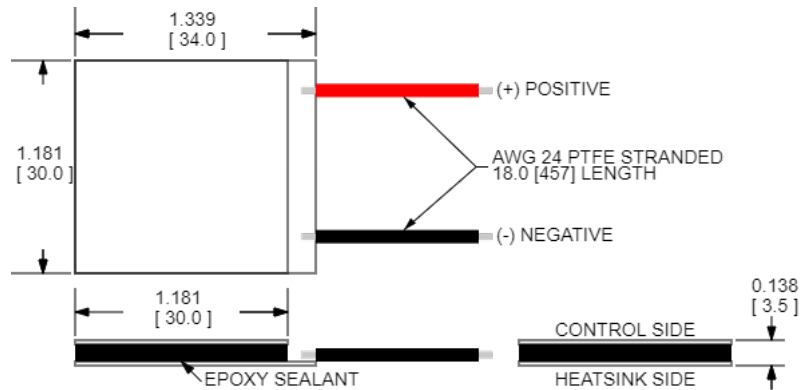 1.339
[ 34.0 ]
(+) POSITIVE
1.181
[ 30.0 ]
AWG 24 PTFE STRANDED
18.0 [457] LENGTH
(-) NEGATIVE
1.181
[ 30.0 ]
0.138
[ 3.5 ]
CONTROL SIDE
EPOXY SEALANT
HEATSINK SIDE